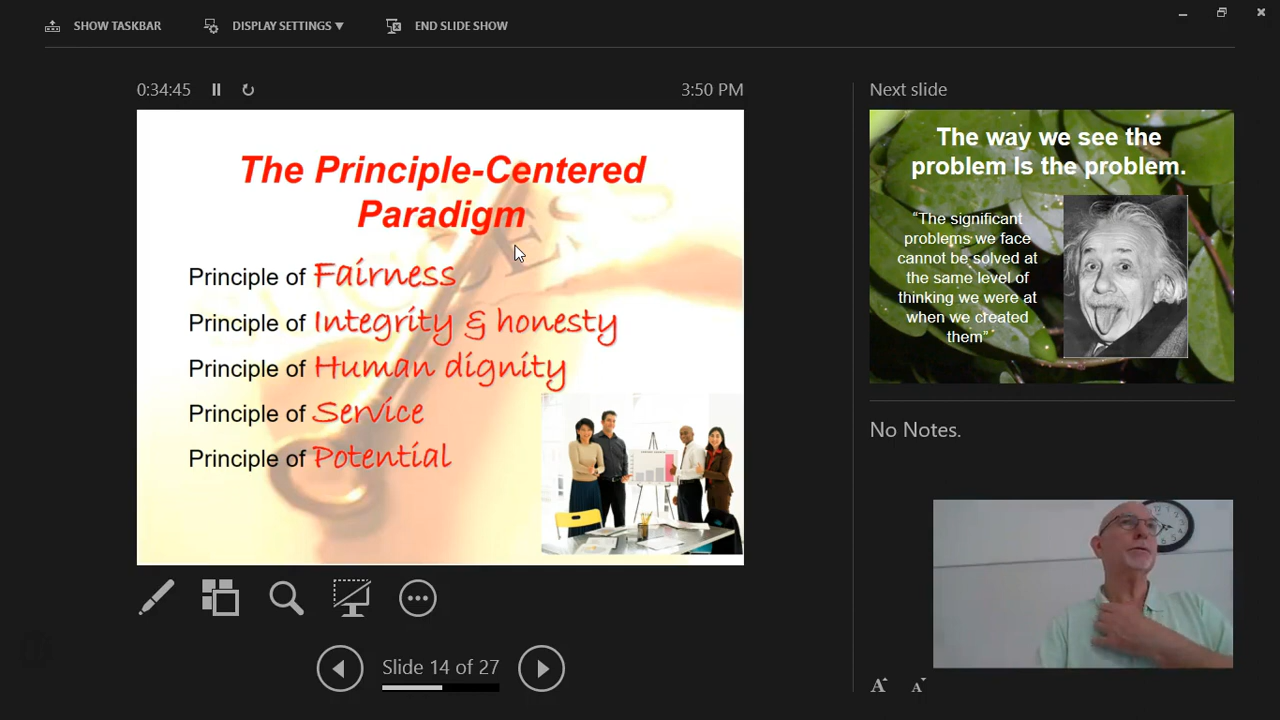 SHOW TASKBAR
DISPLAY SETTINGS ▼
END SLIDE SHOW
0:34:45
3:50 PM
The Principle-Centered
Paradigm
Principle of Fairness
Principle of Integrity & honesty
Principle of Human dignity
Principle of Service
Principle of Potential
Slide 14 of 27
Next slide
The way we see the
problem Is the problem.
“The significant
problems we face
cannot be solved at
the same level of
thinking we were at
when we created
them”
No Notes.
A A